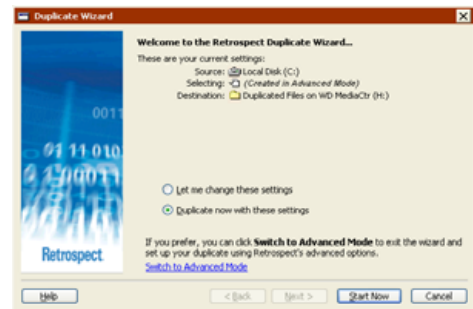 Duplicate Wizard
Welcome to the Retrospect Duplicate Wizard...
These are your current settings:
Source: Local Disk (C:)
Selecting: (Created in Advanced Mode)
Destination: Duplicated Files on WD MediaCtr (H:)
0011
01 11 010
Let me change these settings
Duplicate now with these settings
If you prefer, you can click Switch to Advanced Mode to exit the wizard and
set up your duplicate using Retrospect's advanced options.
Switch to Advanced Mode
Retrospect
Help
< Back
Next >
Start Now
Cancel